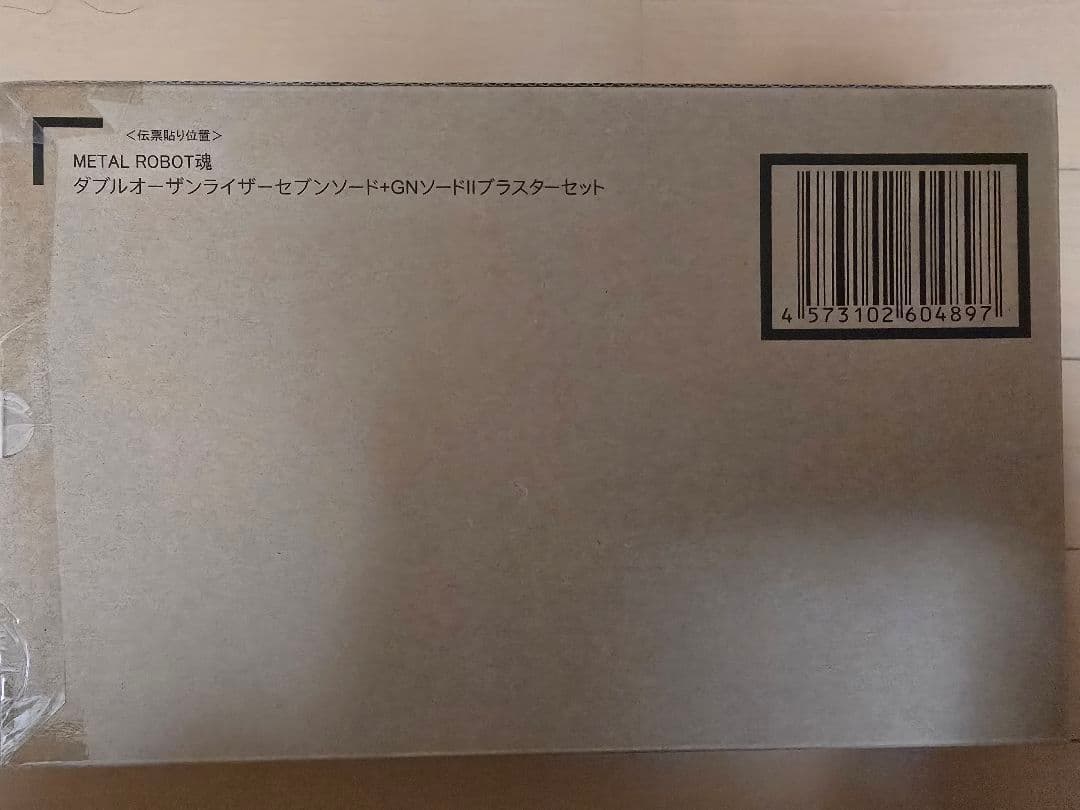 ＜伝票貼り位置＞
METAL ROBOT魂
ダブルオーザンライザーセブンソード+GNソードIIブラスターセット
4 573102 604897